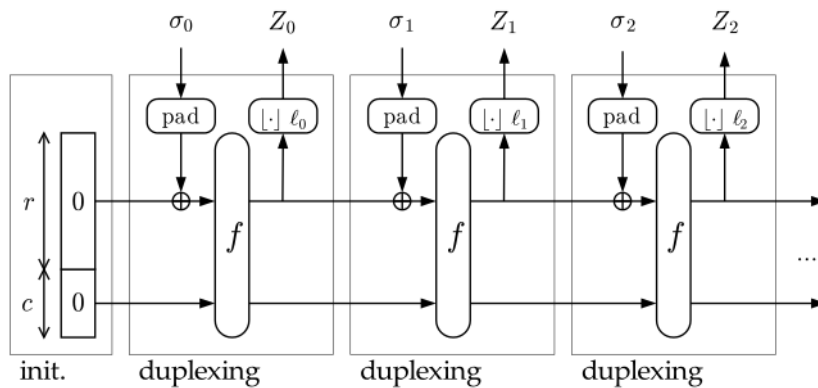 σ₀ Z₀ σ₁ Z₁ σ₂ Z₂
pad ⌊·⌋ ℓ₀ pad ⌊·⌋ ℓ₁ pad ⌊·⌋ ℓ₂
r 0 f f f
c 0 ...
init. duplexing duplexing duplexing